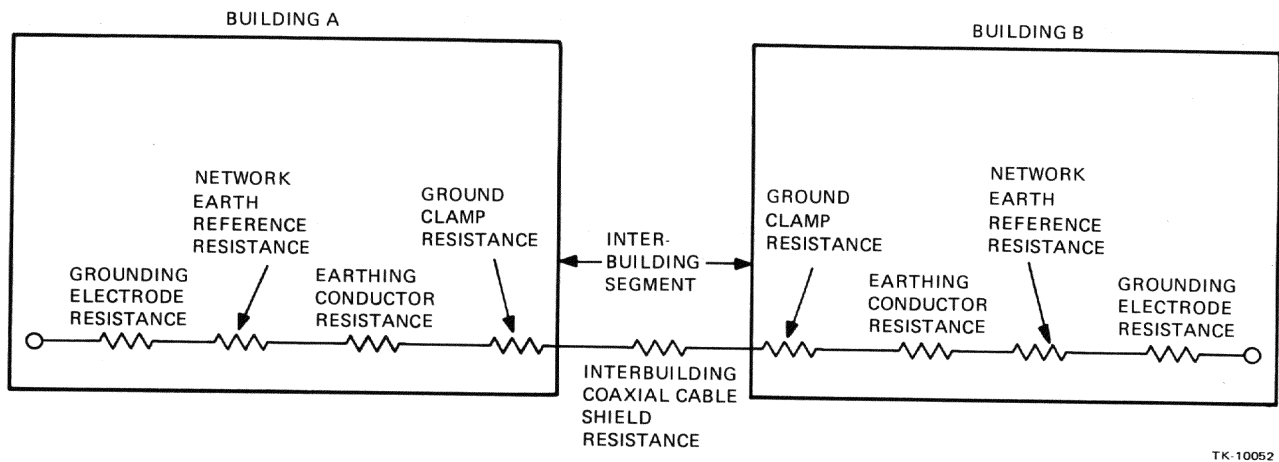 BUILDING A
BUILDING B
NETWORK
EARTH
REFERENCE
RESISTANCE
GROUND
CLAMP
RESISTANCE
GROUNDING
ELECTRODE
RESISTANCE
EARTHING
CONDUCTOR
RESISTANCE
INTER-
BUILDING
SEGMENT
INTERBUILDING
COAXIAL CABLE
SHIELD
RESISTANCE
GROUND
CLAMP
RESISTANCE
NETWORK
EARTH
REFERENCE
RESISTANCE
EARTHING
CONDUCTOR
RESISTANCE
GROUNDING
ELECTRODE
RESISTANCE
TK-10052